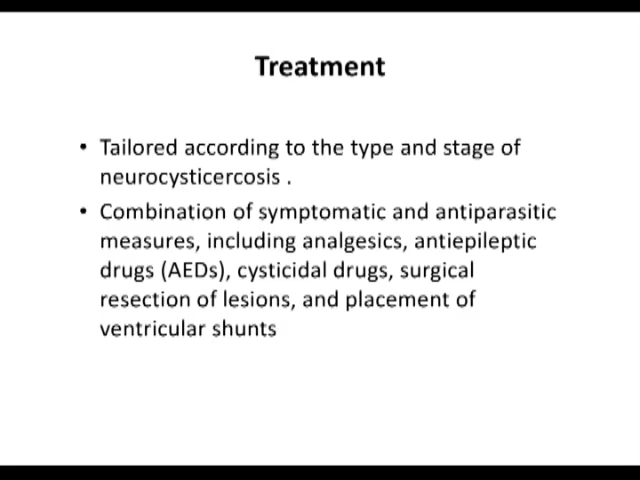 Treatment
• Tailored according to the type and stage of
neurocysticercosis .
• Combination of symptomatic and antiparasitic
measures, including analgesics, antiepileptic
drugs (AEDs), cysticidal drugs, surgical
resection of lesions, and placement of
ventricular shunts